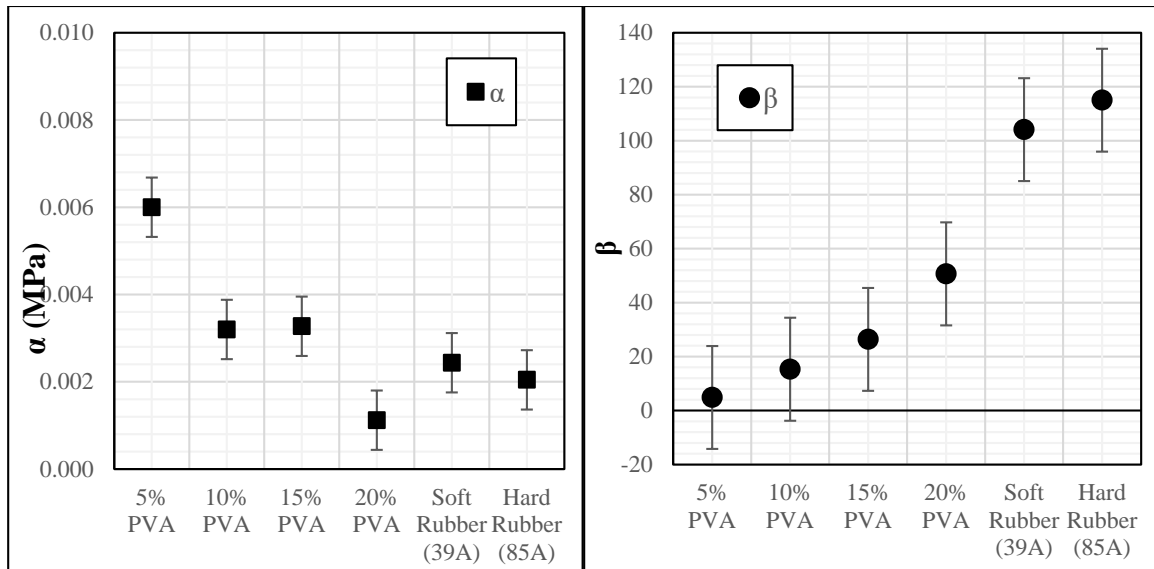 0.010
0.008
0.006
0.004
0.002
0.000
α (MPa)
α
5% PVA
10% PVA
15% PVA
20% PVA
Soft Rubber (39A)
Hard Rubber (85A)
140
120
100
80
60
40
20
0
-20
β
β
5% PVA
10% PVA
15% PVA
20% PVA
Soft Rubber (39A)
Hard Rubber (85A)